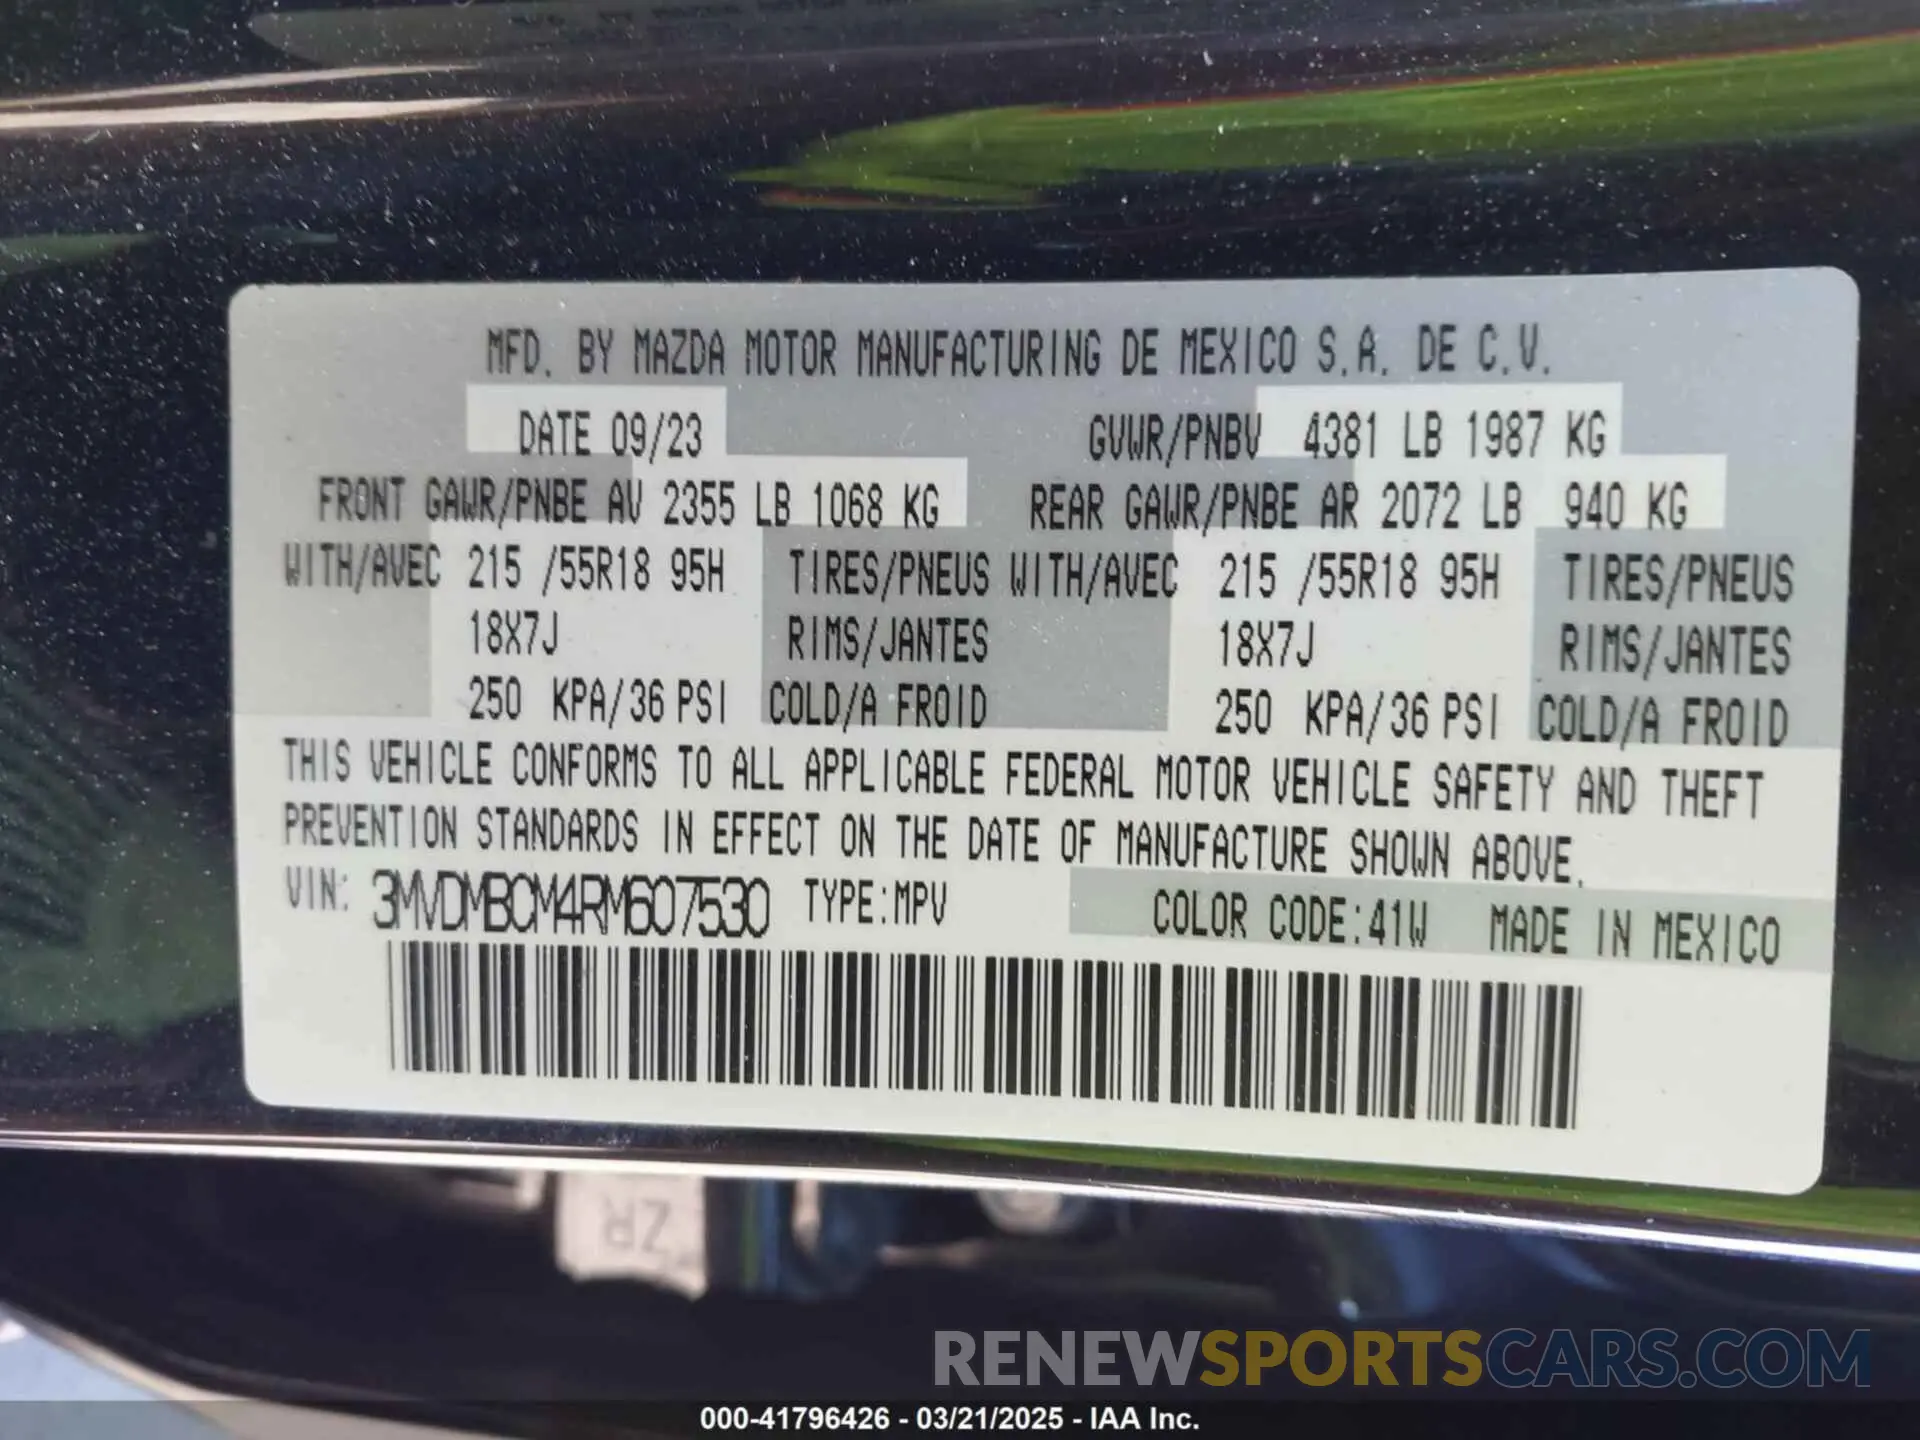 MFD. BY MAZDA MOTOR MANUFACTURING DE MEXICO S.A. DE C.V.
DATE 09/23 GVWR/PNBV 4381 LB 1987 KG
FRONT GAWR/PNBE AV 2355 LB 1068 KG REAR GAWR/PNBE AR 2072 LB 940 KG
WITH/AVEC 215 /55R18 95H TIRES/PNEUS WITH/AVEC 215 /55R18 95H TIRES/PNEUS
18X7J RIMS/JANTES 18X7J RIMS/JANTES
250 KPA/36 PSI COLD/A FROID 250 KPA/36 PSI COLD/A FROID
THIS VEHICLE CONFORMS TO ALL APPLICABLE FEDERAL MOTOR VEHICLE SAFETY AND THEFT
PREVENTION STANDARDS IN EFFECT ON THE DATE OF MANUFACTURE SHOWN ABOVE.
VIN: 3MVDMBCM4RM607530 TYPE:MPV COLOR CODE:41W MADE IN MEXICO
ZR
RENEWSPORTSCARS.COM
000-41796426 - 03/21/2025 - IAA Inc.